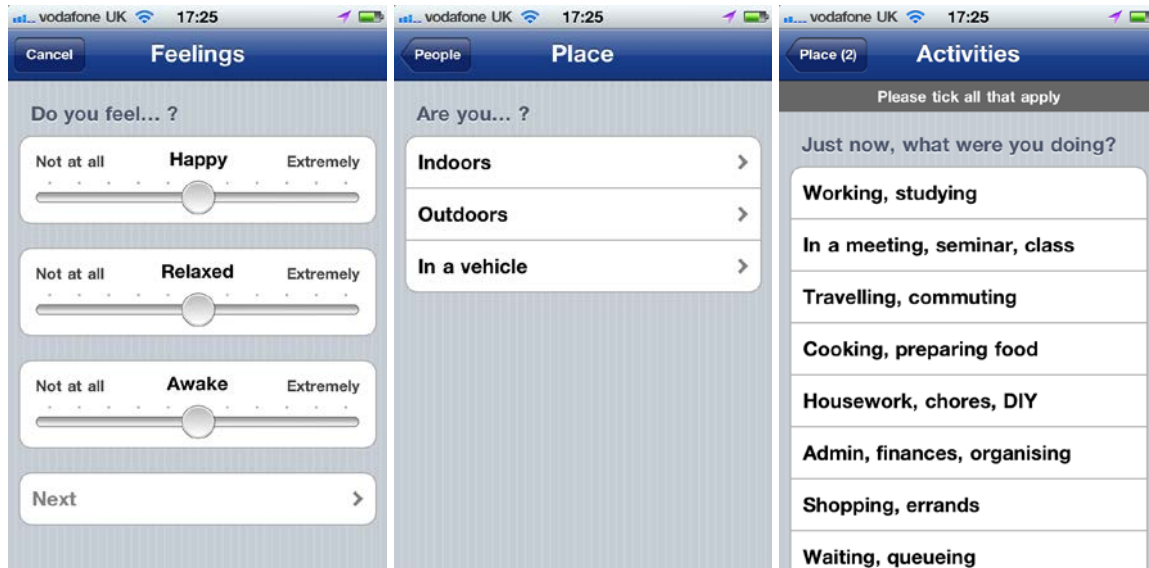 vodafone UK 17:25
Cancel
Feelings
Do you feel... ?
Not at all Happy Extremely
Not at all Relaxed Extremely
Not at all Awake Extremely
Next
vodafone UK 17:25
People
Place
Are you... ?
Indoors
Outdoors
In a vehicle
vodafone UK 17:25
Place (2)
Activities
Please tick all that apply
Just now, what were you doing?
Working, studying
In a meeting, seminar, class
Travelling, commuting
Cooking, preparing food
Housework, chores, DIY
Admin, finances, organising
Shopping, errands
Waiting, queueing